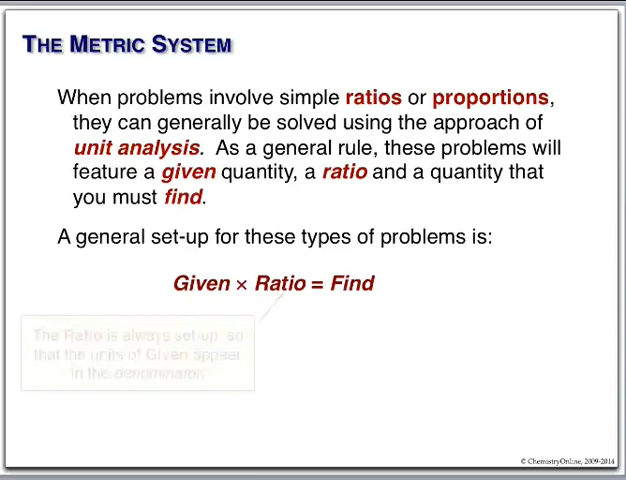 THE METRIC SYSTEM
When problems involve simple ratios or proportions,
they can generally be solved using the approach of
unit analysis. As a general rule, these problems will
feature a given quantity, a ratio and a quantity that
you must find.
A general set-up for these types of problems is:
Given × Ratio = Find
The Ratio is always set-up so
that the units of Given appear
in the denominator.
© ChemistryOnline, 2009-2014